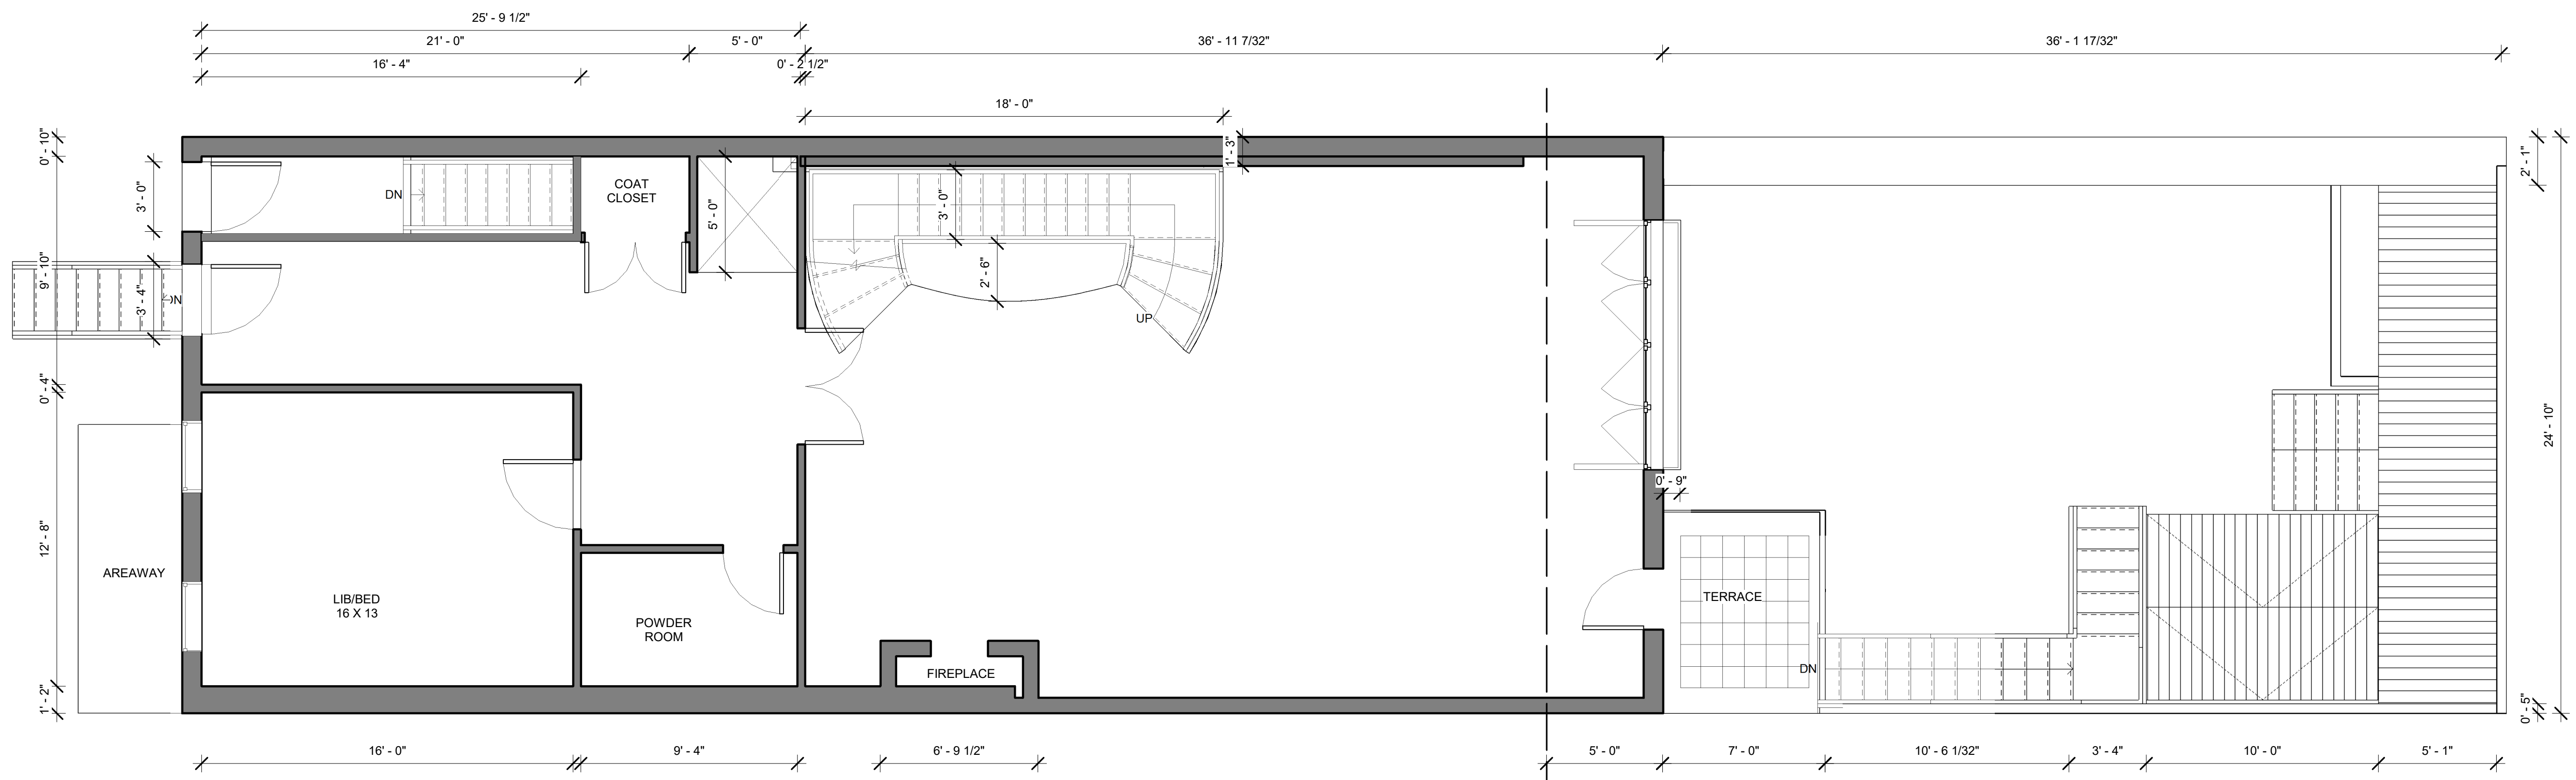 25' - 9 1/2"
21' - 0"
5' - 0"
36' - 11 7/32"
36' - 1 17/32"
16' - 4"
0' - 2 1/2"
18' - 0"
0' - 10"
1' - 3"
2' - 1"
3' - 0"
DN
COAT
CLOSET
5' - 0"
3' - 0"
9' - 10"
3' - 4"
DN
2' - 6"
UP
0' - 4"
24' - 10"
0' - 9"
12' - 8"
AREAWAY
LIB/BED
16 X 13
POWDER
ROOM
FIREPLACE
TERRACE
DN
1' - 2"
0' - 5"
16' - 0"
9' - 4"
6' - 9 1/2"
5' - 0"
7' - 0"
10' - 6 1/32"
3' - 4"
10' - 0"
5' - 1"